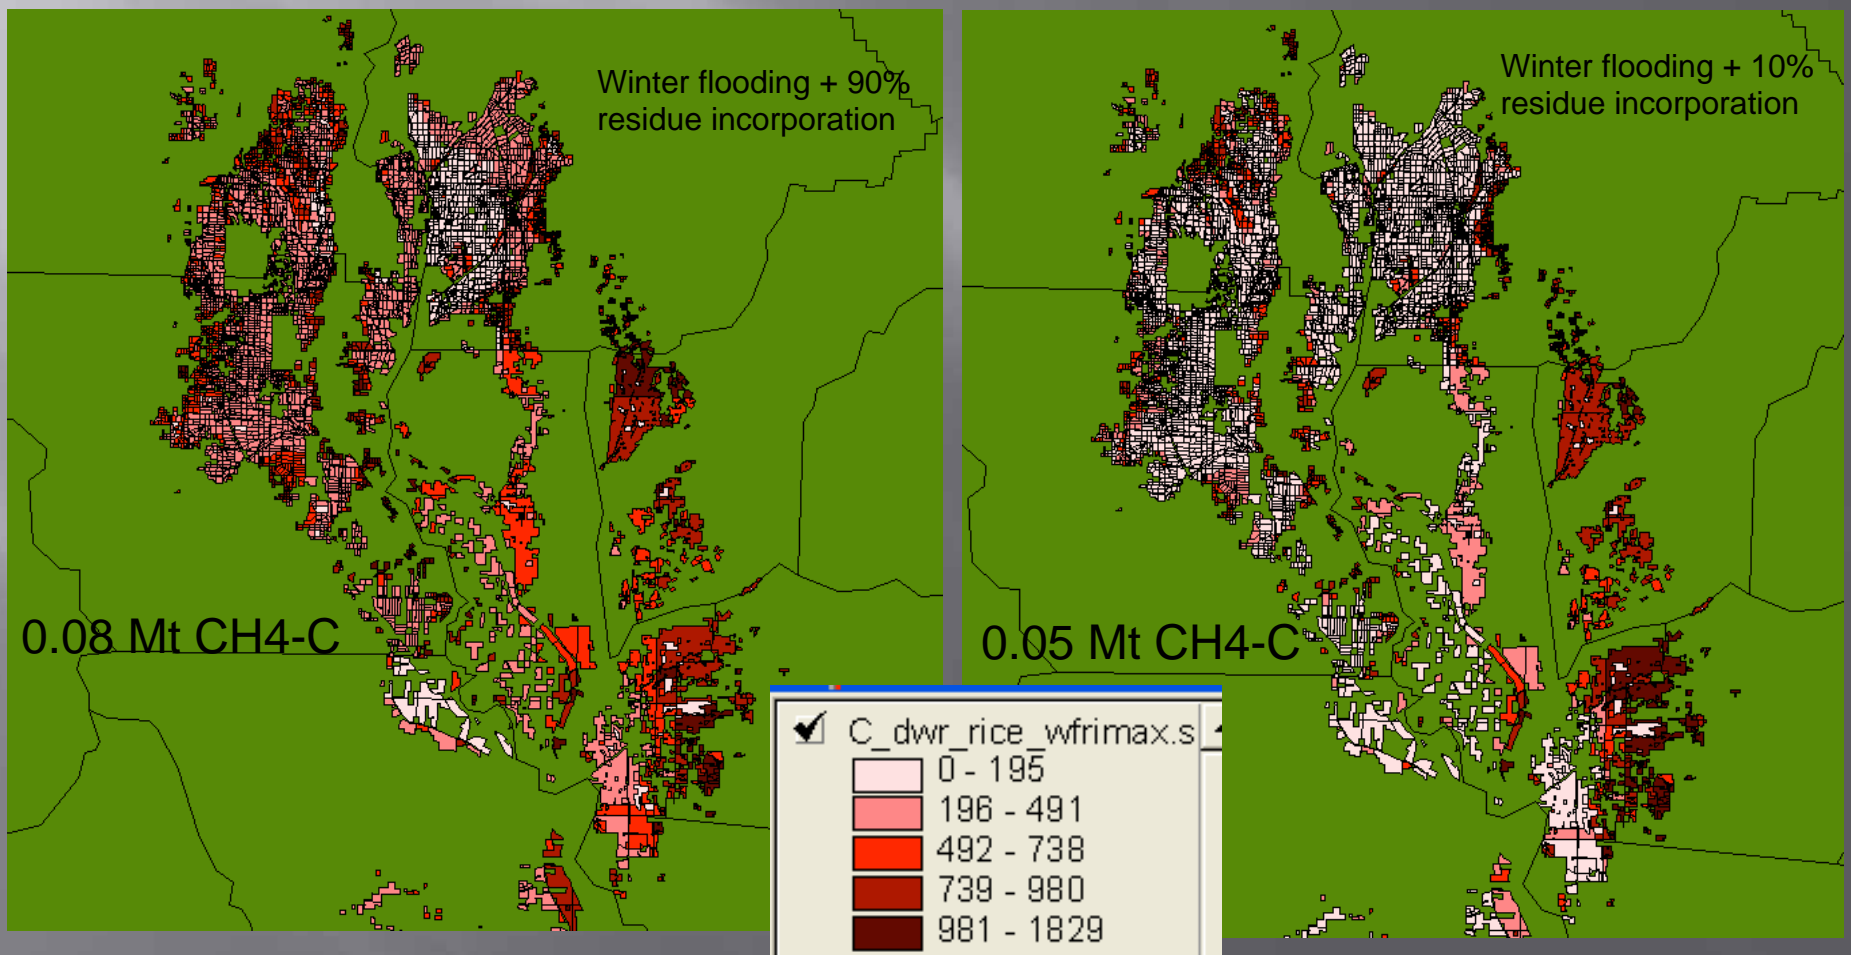 Winter flooding + 90%
residue incorporation
Winter flooding + 10%
residue incorporation
0.08 Mt CH4-C
0.05 Mt CH4-C
C_dwr_rice_wfrimax.s
0 - 195
196 - 491
492 - 738
739 - 980
981 - 1829